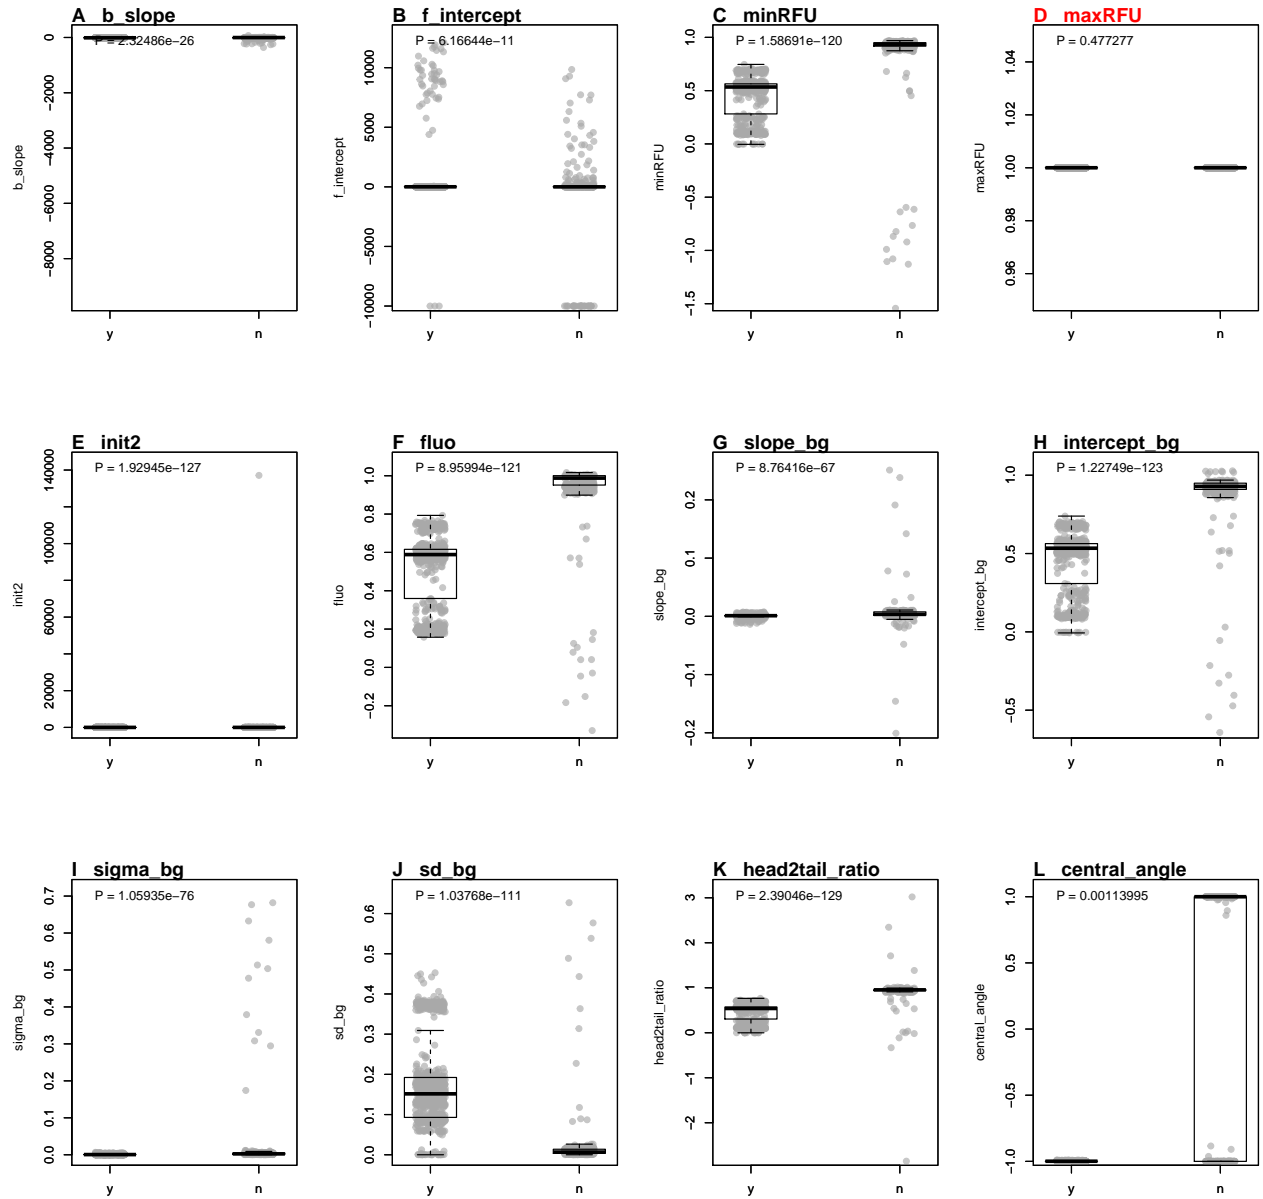 A b_slope
P = 2.32486e−26
b_slope
0
−2000
−4000
−6000
−8000
y n
B f_intercept
P = 6.16644e−11
f_intercept
10000
5000
0
−5000
−10000
y n
C minRFU
P = 1.58691e−120
minRFU
1.0
0.5
0.0
−0.5
−1.0
−1.5
y n
D maxRFU
P = 0.477277
maxRFU
1.04
1.02
1.00
0.98
0.96
y n
E init2
P = 1.92945e−127
init2
140000
100000
60000
20000
0
y n
F fluo
P = 8.95994e−121
fluo
1.0
0.8
0.6
0.4
0.2
0.0
−0.2
y n
G slope_bg
P = 8.76416e−67
slope_bg
0.2
0.1
0.0
−0.1
−0.2
y n
H intercept_bg
P = 1.22749e−123
intercept_bg
1.0
0.5
0.0
−0.5
y n
I sigma_bg
P = 1.05935e−76
sigma_bg
0.7
0.6
0.5
0.4
0.3
0.2
0.1
0.0
y n
J sd_bg
P = 1.03768e−111
sd_bg
0.6
0.5
0.4
0.3
0.2
0.1
0.0
y n
K head2tail_ratio
P = 2.39046e−129
head2tail_ratio
3
2
1
0
−1
−2
y n
L central_angle
P = 0.00113995
central_angle
1.0
0.5
0.0
−0.5
−1.0
y n